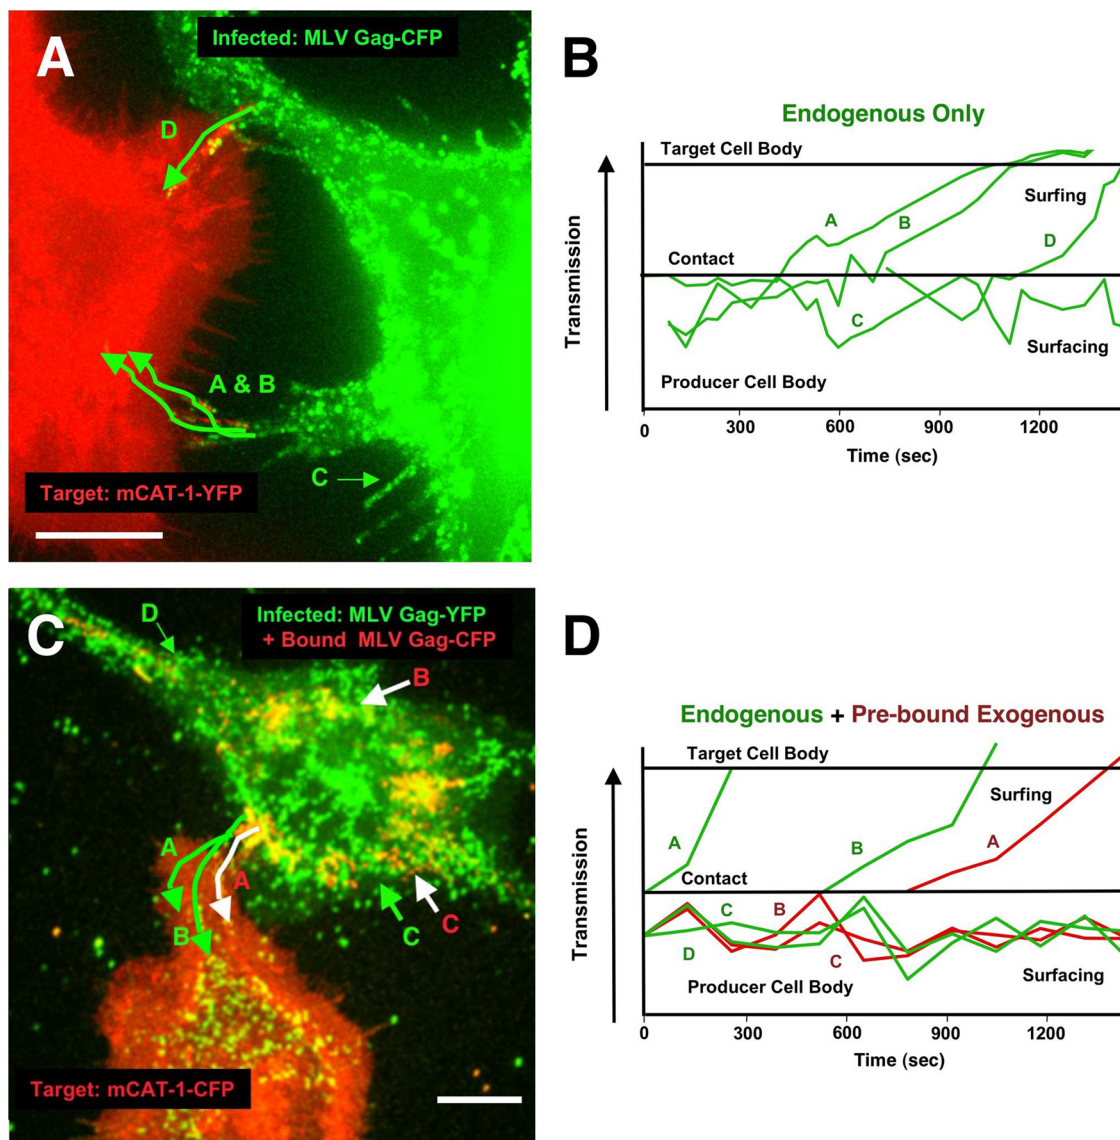 A
Infected: MLV Gag-CFP
D
A & B
C
Target: mCAT-1-YFP
B
Endogenous Only
Target Cell Body
Surfing
A
B
D
Contact
C
Surfacing
Producer Cell Body
Transmission
0
300
600
900
1200
Time (sec)
C
D
Infected: MLV Gag-YFP
+ Bound MLV Gag-CFP
B
A
A
B
C
C
Target: mCAT-1-CFP
D
Endogenous + Pre-bound Exogenous
Target Cell Body
Surfing
A
B
A
Contact
C
B
D
C
Surfacing
Producer Cell Body
Transmission
0
300
600
900
1200
Time (sec)